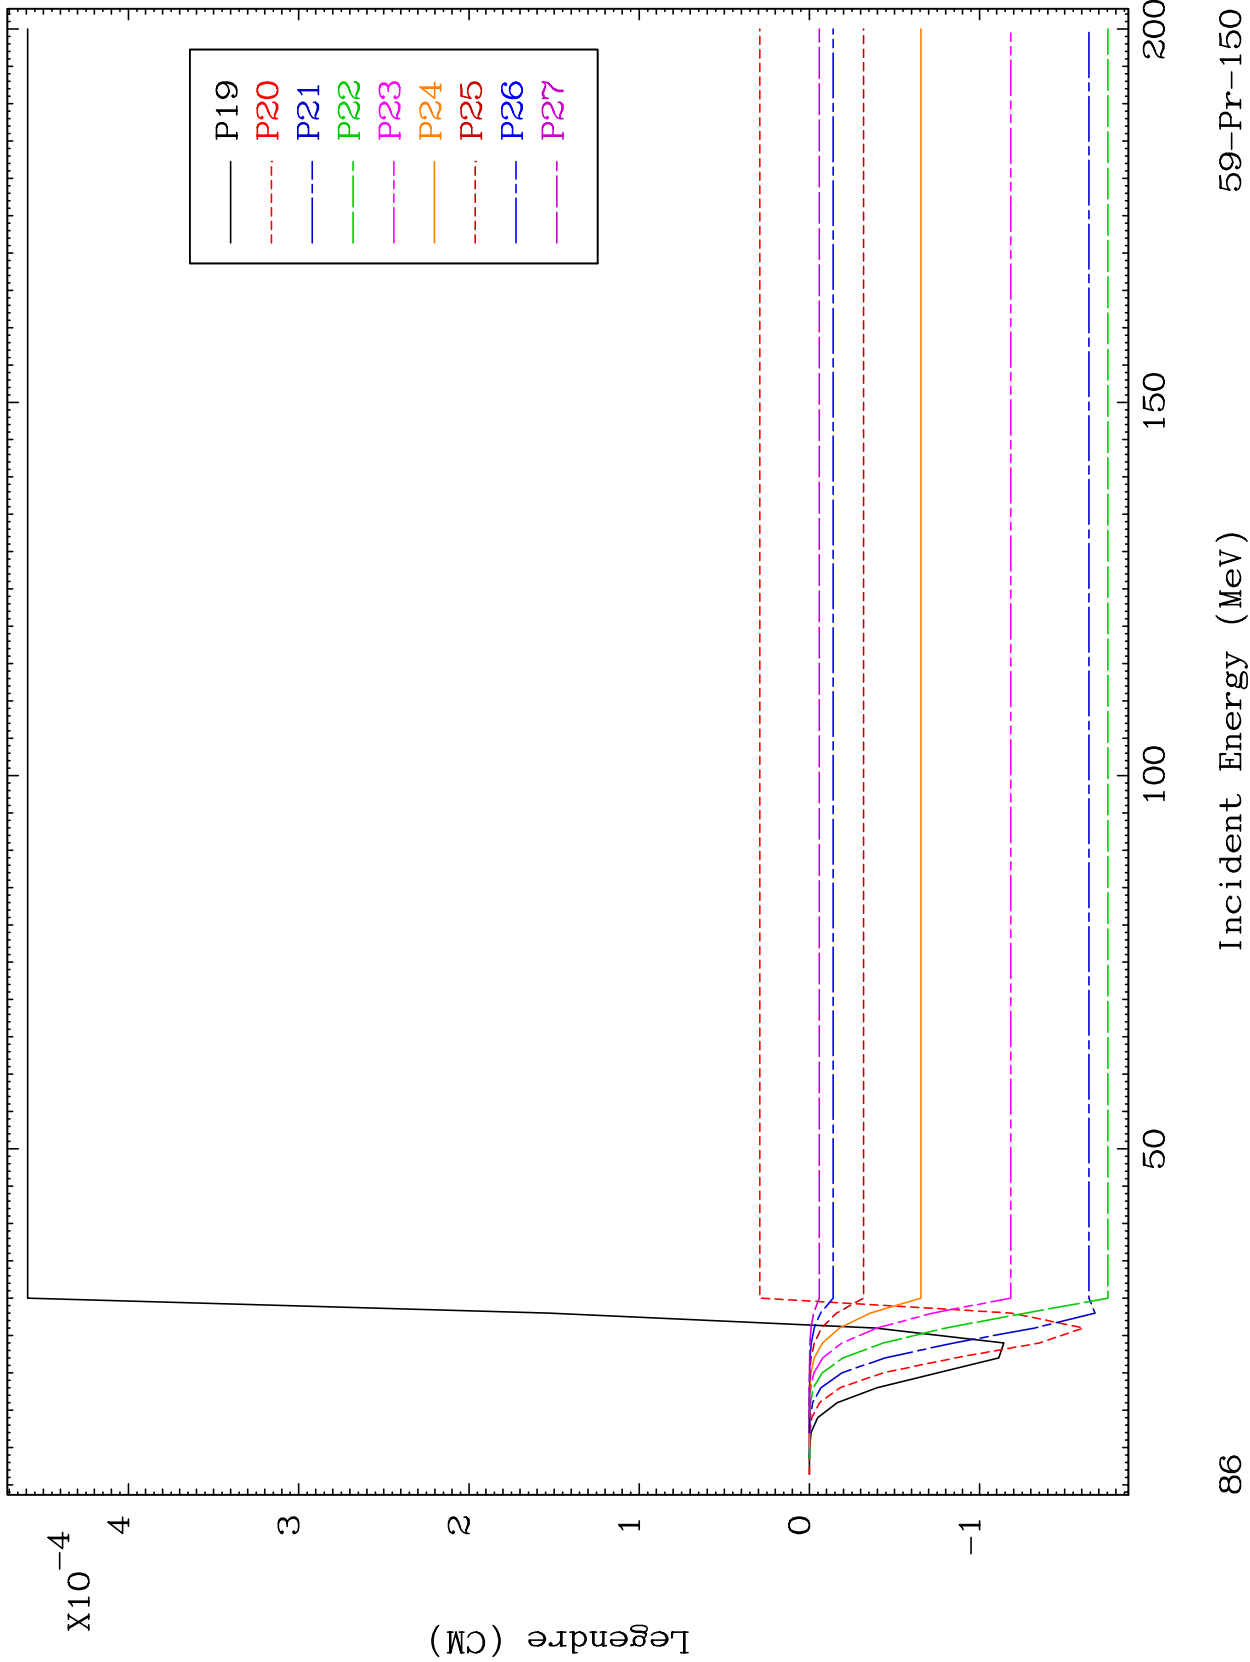 X10-4
Legendre (CM)
4
3
2
1
0
-1
P19
P20
P21
P22
P23
P24
P25
P26
P27
50
100
150
200
Incident Energy (MeV)
86
59-Pr-150